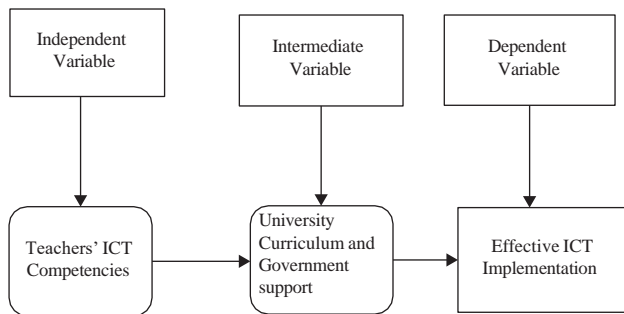 Independent
Variable
Intermediate
Variable
Dependent
Variable
Teachers’ ICT
Competencies
University
Curriculum and
Government
support
Effective ICT
Implementation